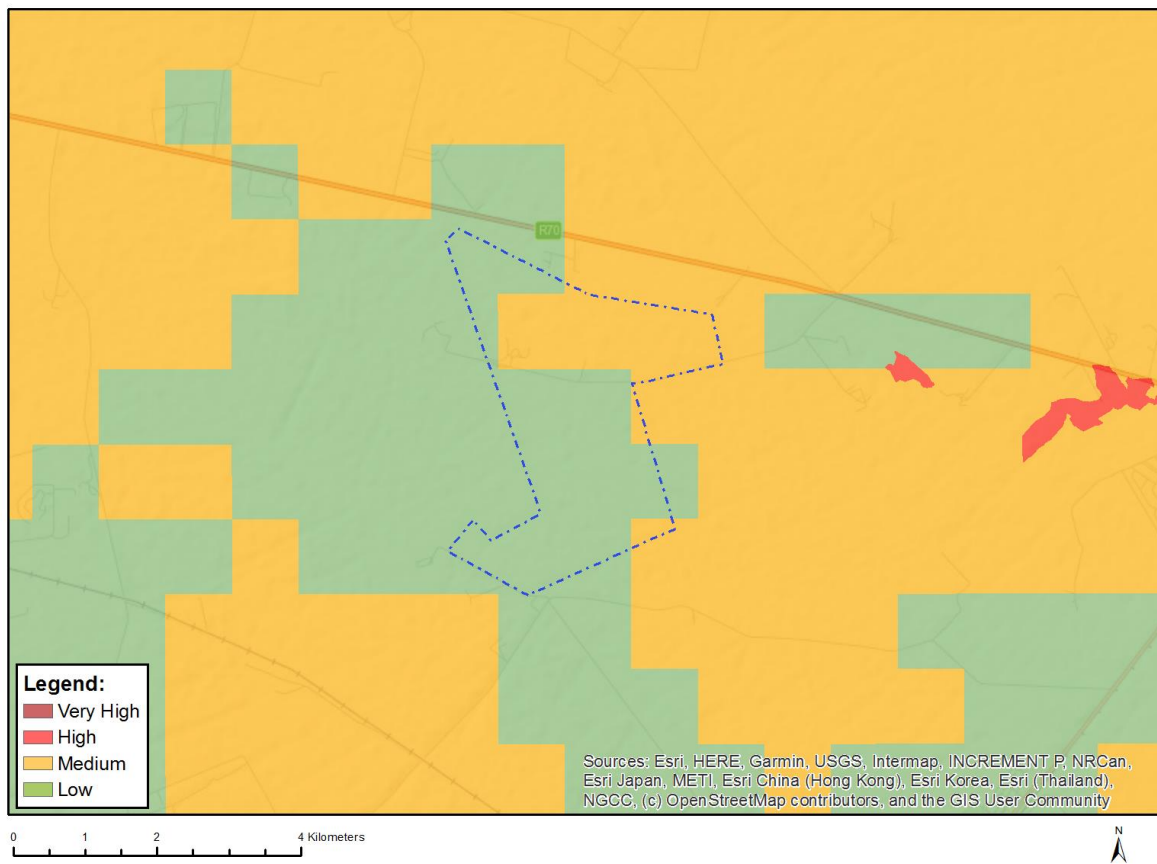 R70
Legend:
Very High
High
Medium
Low
Sources: Esri, HERE, Garmin, USGS, Intermap, INCREMENT P, NRCan,
Esri Japan, METI, Esri China (Hong Kong), Esri Korea, Esri (Thailand),
NGCC, (c) OpenStreetMap contributors, and the GIS User Community
0 1 2 4 Kilometers
N